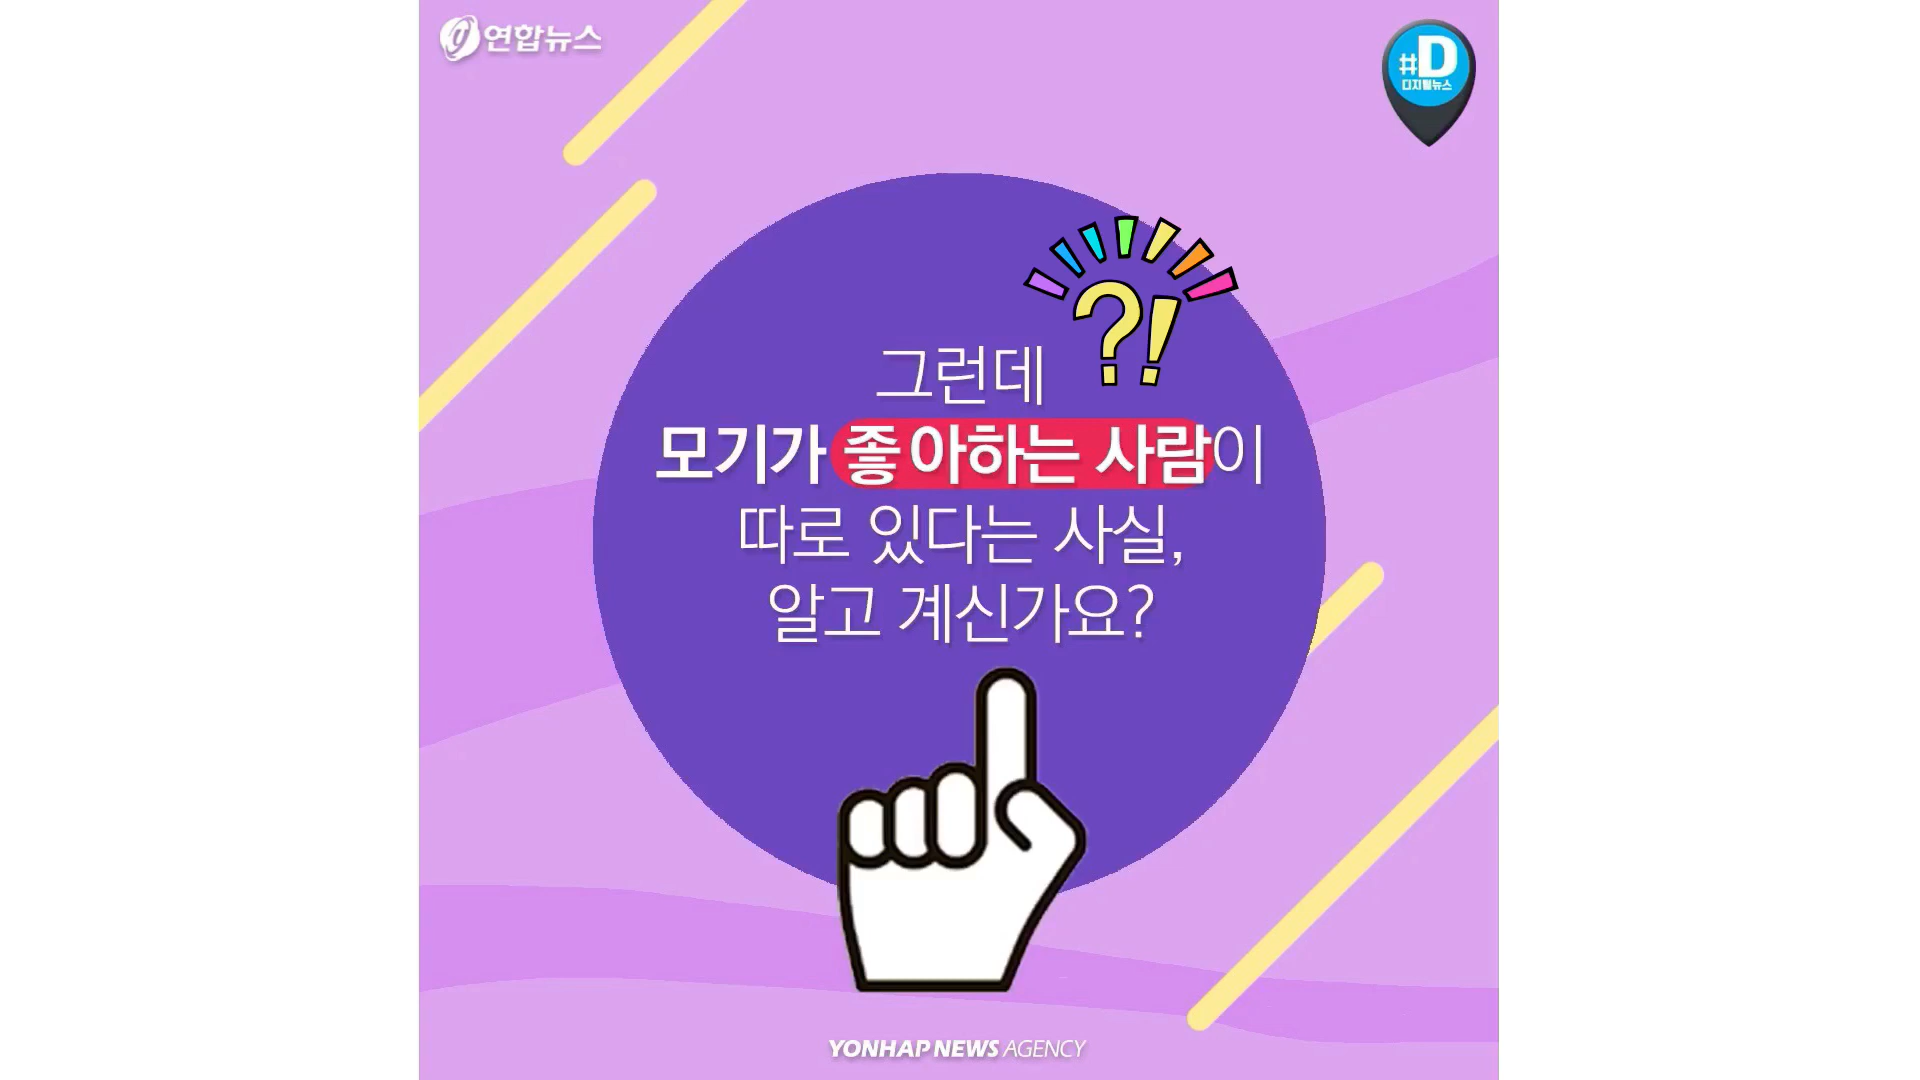 연합뉴스
#D
디지털뉴스
?!
그런데
모기가 좋아하는 사람이
따로 있다는 사실,
알고 계신가요?
YONHAP NEWS AGENCY